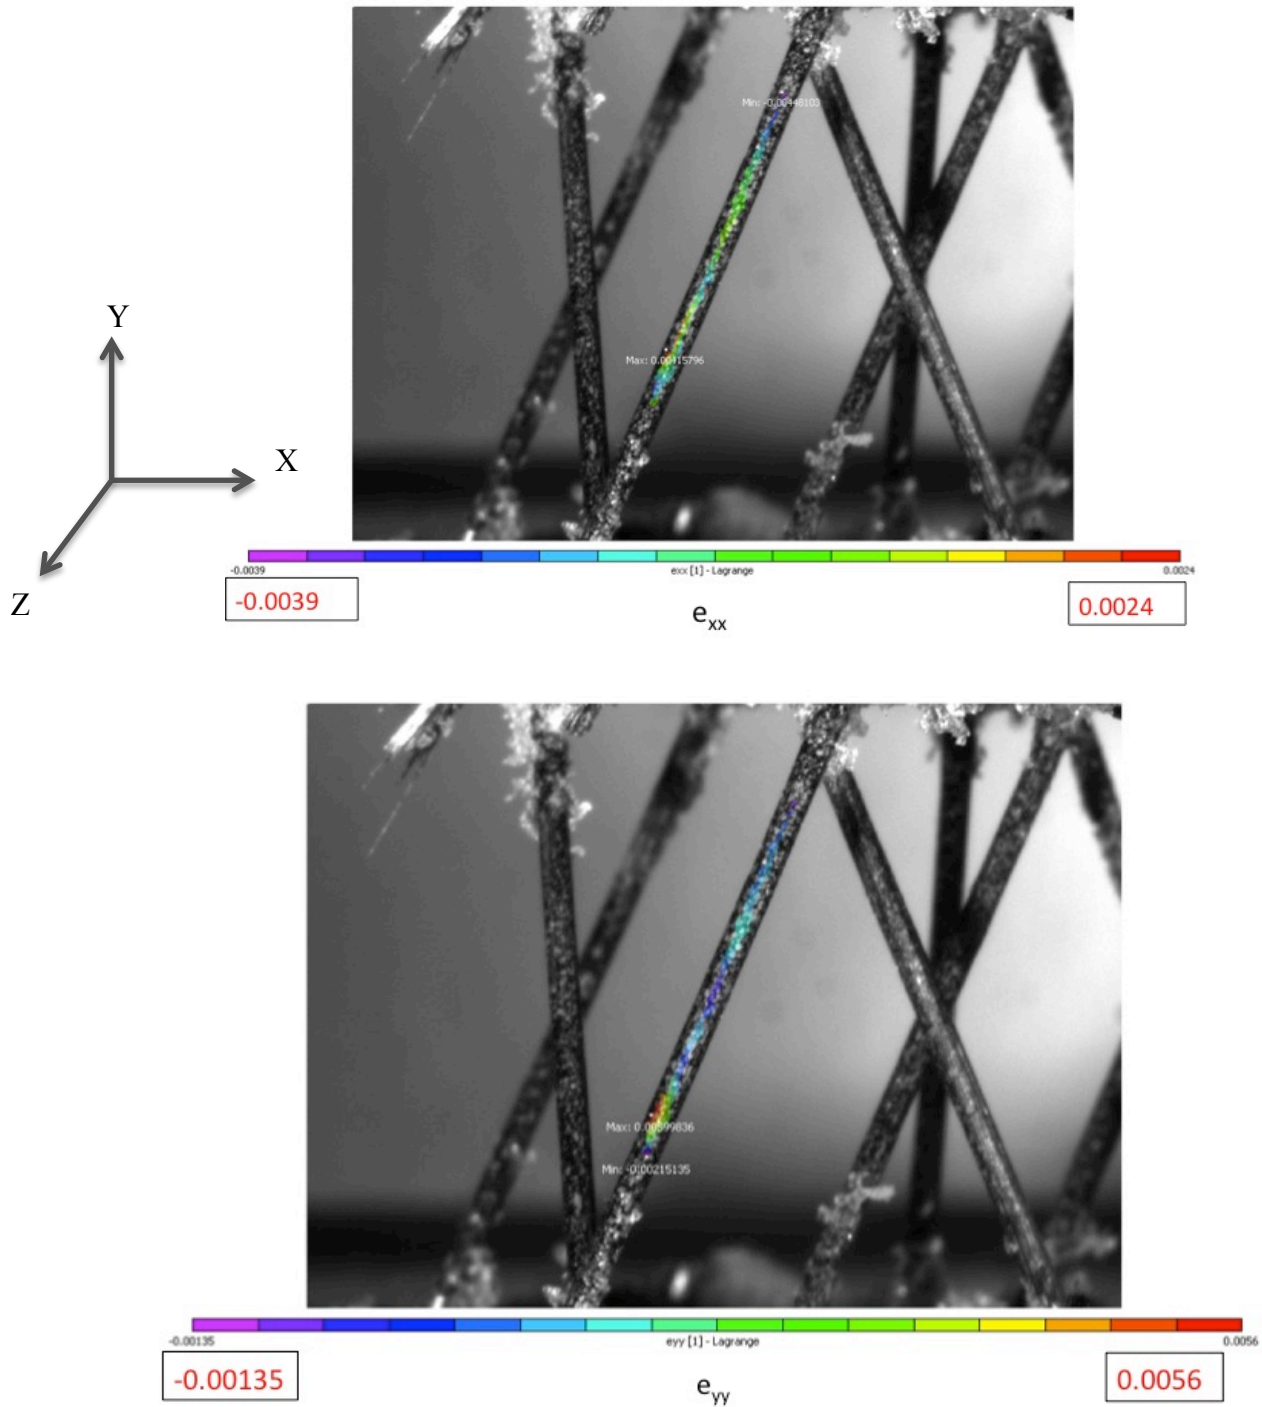 Min: -0.00448103
Y
Max: 0.00415796
X
Z
-0.0039
exx [1] - Lagrange
0.0024
-0.0039
0.0024
exx
Max: 0.00599836
Min: -0.00215135
-0.00135
eyy [1] - Lagrange
0.0056
-0.00135
0.0056
eyy